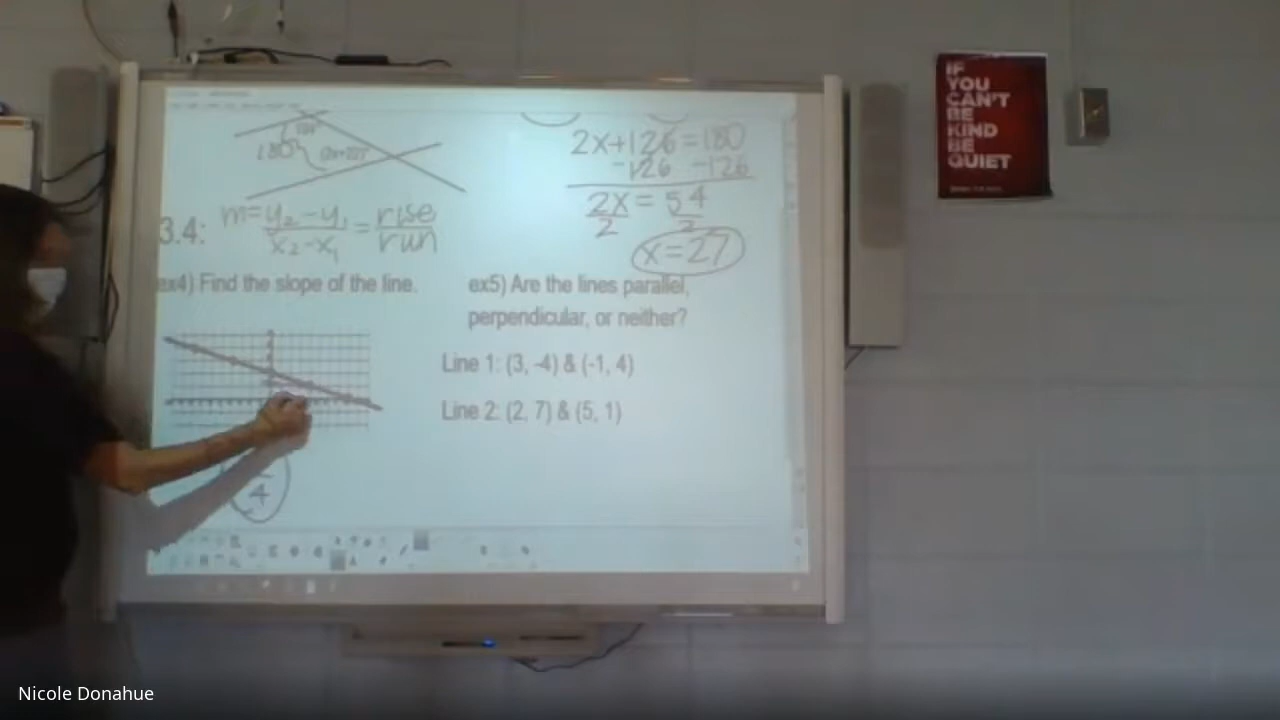 180
2x+126=180
-126 -126
2x = 54
2 2
x=27
3.4: m= y₂-y₁ / x₂-x₁ = rise / run
ex4) Find the slope of the line.
4
ex5) Are the lines parallel,
perpendicular, or neither?
Line 1: (3, -4) & (-1, 4)
Line 2: (2, 7) & (5, 1)
IF
YOU
CAN'T
BE
KIND
BE
QUIET
Nicole Donahue